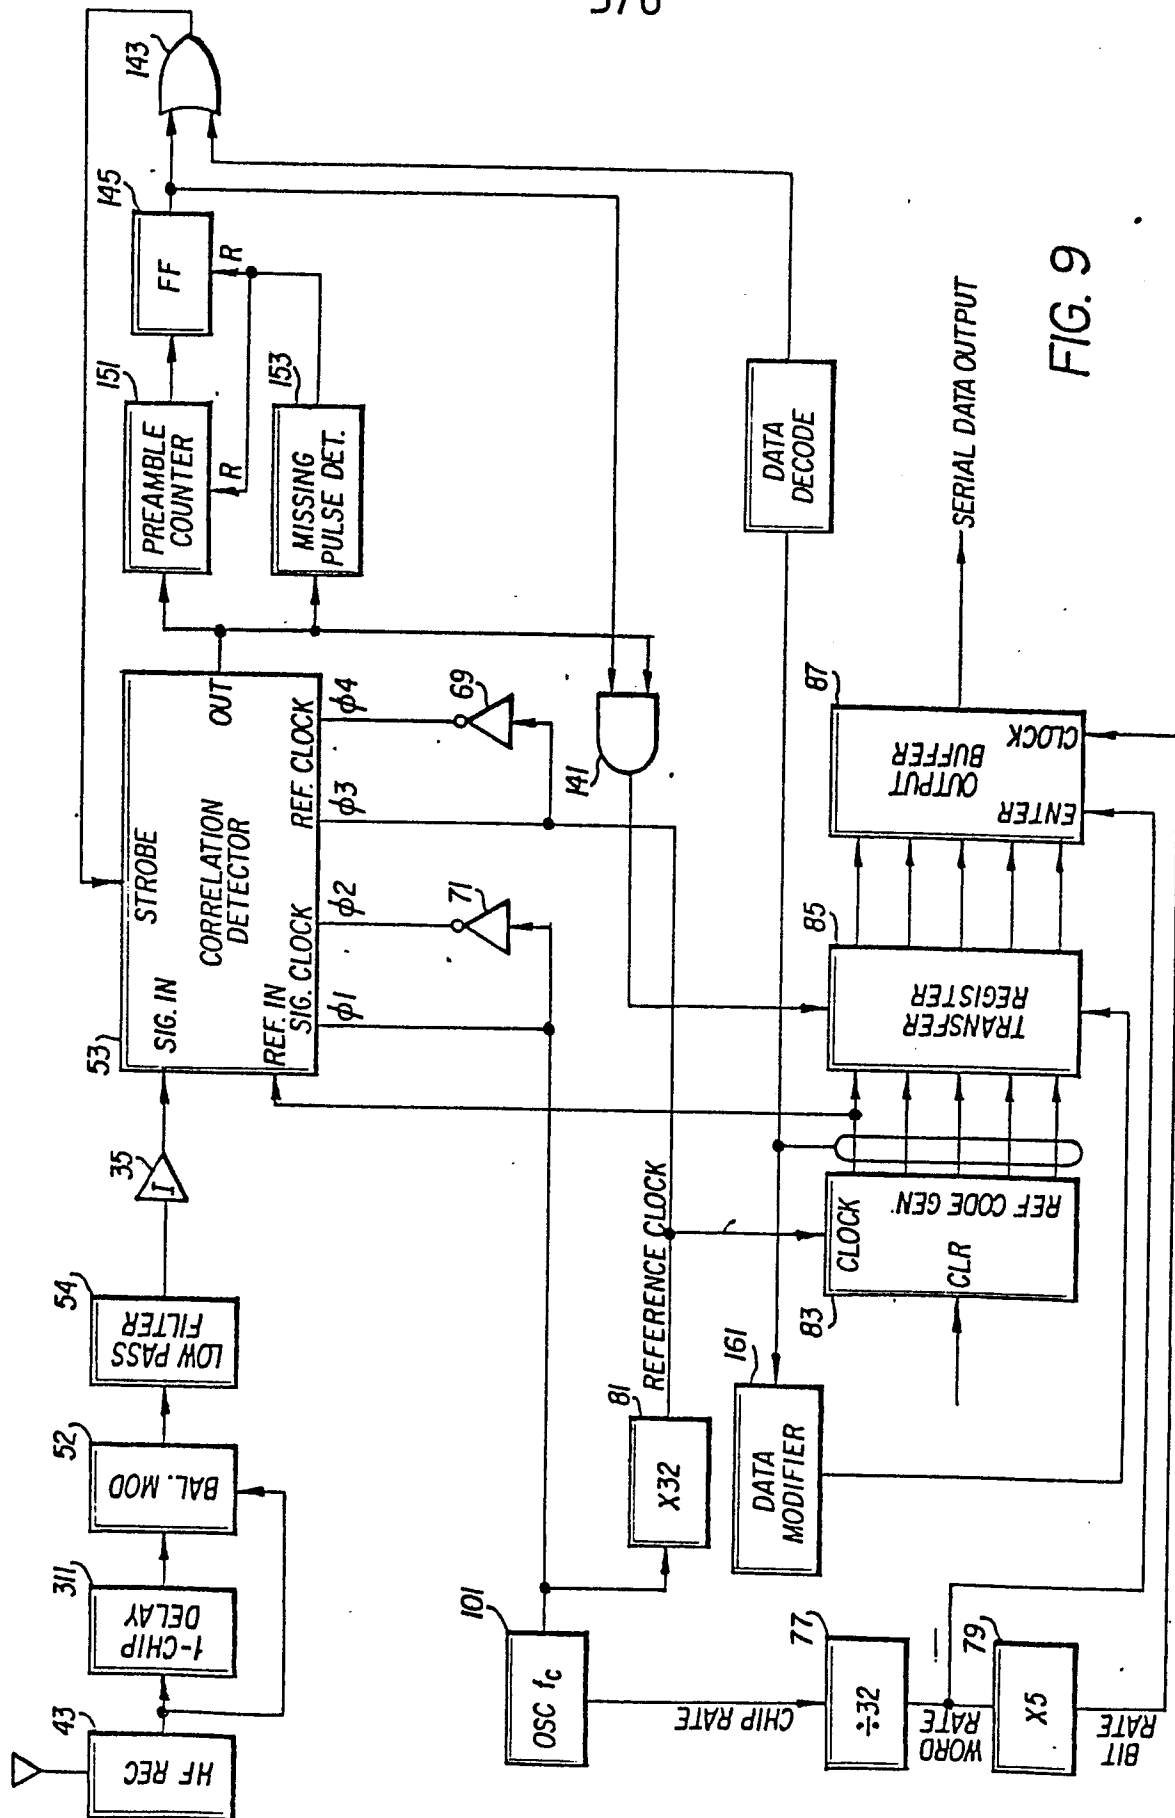 5/6
43
HF REC
311
1-CHIP
DELAY
52
BAL. MOD
54
LOW PASS
FILTER
35
I
53
SIG. IN
STROBE
CORRELATION
DETECTOR
OUT
REF. IN
SIG. CLOCK
REF. CLOCK
ϕ1
ϕ2
ϕ3
ϕ4
71
69
151
PREAMBLE
COUNTER
R
153
MISSING
PULSE DET.
145
FF
R
143
141
101
OSC fc
81
X32
REFERENCE CLOCK
161
DATA
MODIFIER
DATA
DECODE
CHIP RATE
77
÷32
WORD
RATE
79
X5
BIT
RATE
83
CLOCK
CLR
REF CODE GEN.
85
TRANSFER
REGISTER
87
OUTPUT
BUFFER
ENTER
CLOCK
SERIAL DATA OUTPUT
FIG. 9